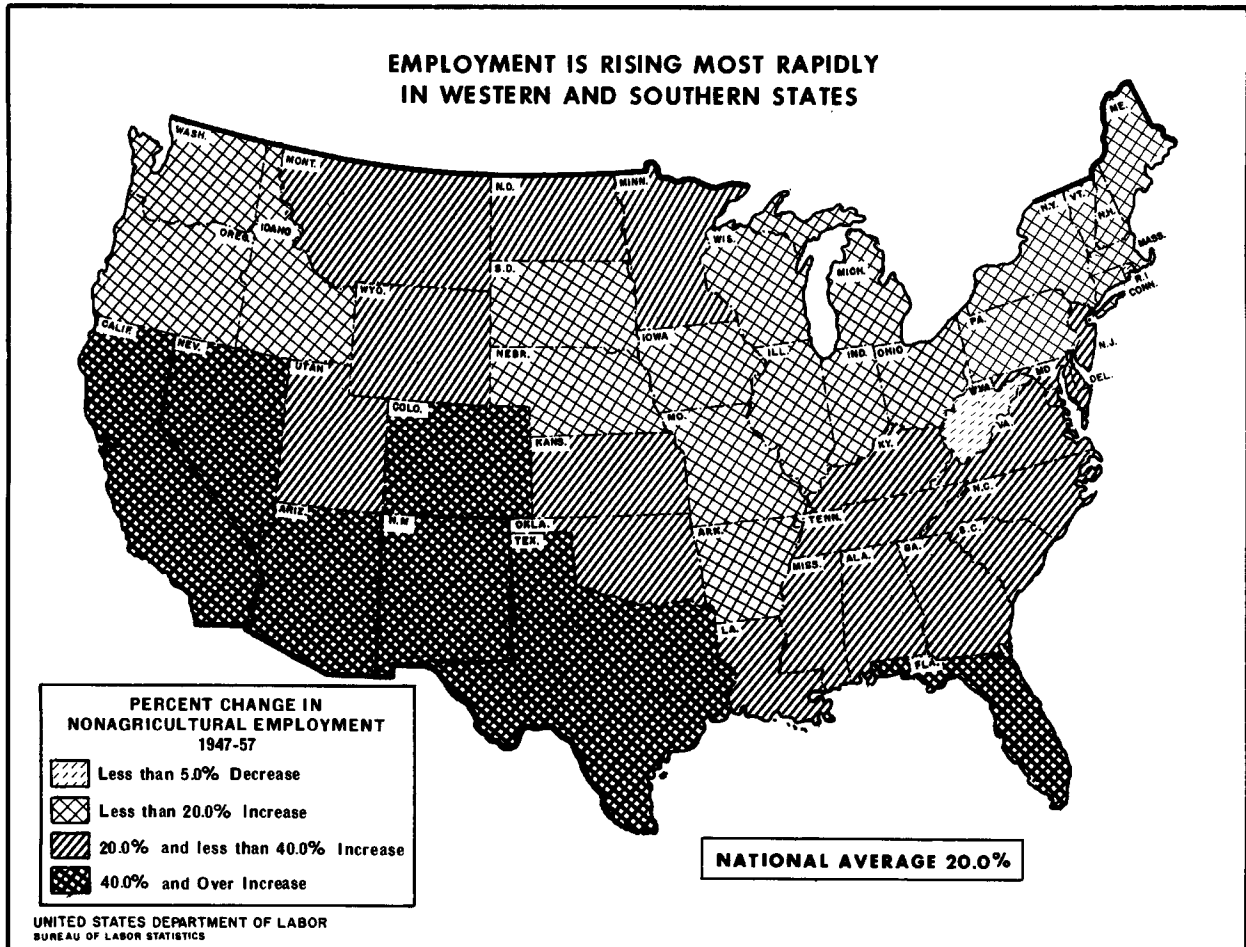 EMPLOYMENT IS RISING MOST RAPIDLY
IN WESTERN AND SOUTHERN STATES
WASH.
MONT.
N.D.
MINN.
ME.
OREG.
IDAHO
WIS.
MICH.
N.Y.
VT.
N.H.
MASS.
R.I
CONN.
S.D.
WYO.
CALIF.
NEV.
UTAH
NEBR.
IOWA
ILL.
IND.
OHIO
PA.
N.J.
MD
DEL.
W.VA.
VA.
COLO.
KANS.
MO.
KY.
ARIZ.
N.M
OKLA.
TEX.
ARK.
TENN.
N.C.
S.C.
MISS.
ALA.
GA.
LA.
FLA.
PERCENT CHANGE IN
NONAGRICULTURAL EMPLOYMENT
1947-57
Less than 5.0% Decrease
Less than 20.0% Increase
20.0% and less than 40.0% Increase
40.0% and Over Increase
NATIONAL AVERAGE 20.0%
UNITED STATES DEPARTMENT OF LABOR
BUREAU OF LABOR STATISTICS